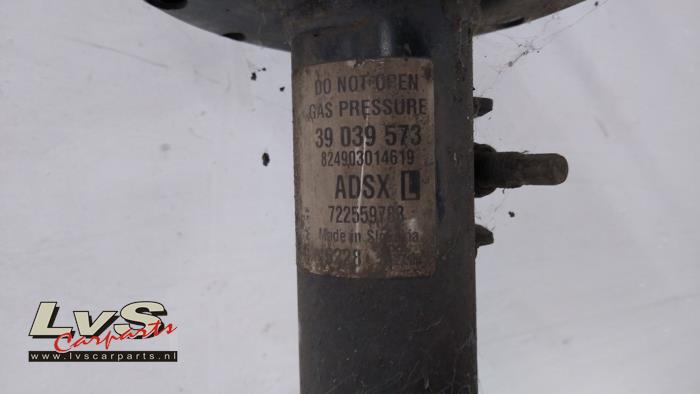 DO NOT OPEN
GAS PRESSURE
39 039 573
824903014619
ADSX L
Made in
LvS
Carparts
www.lvscarparts.nl